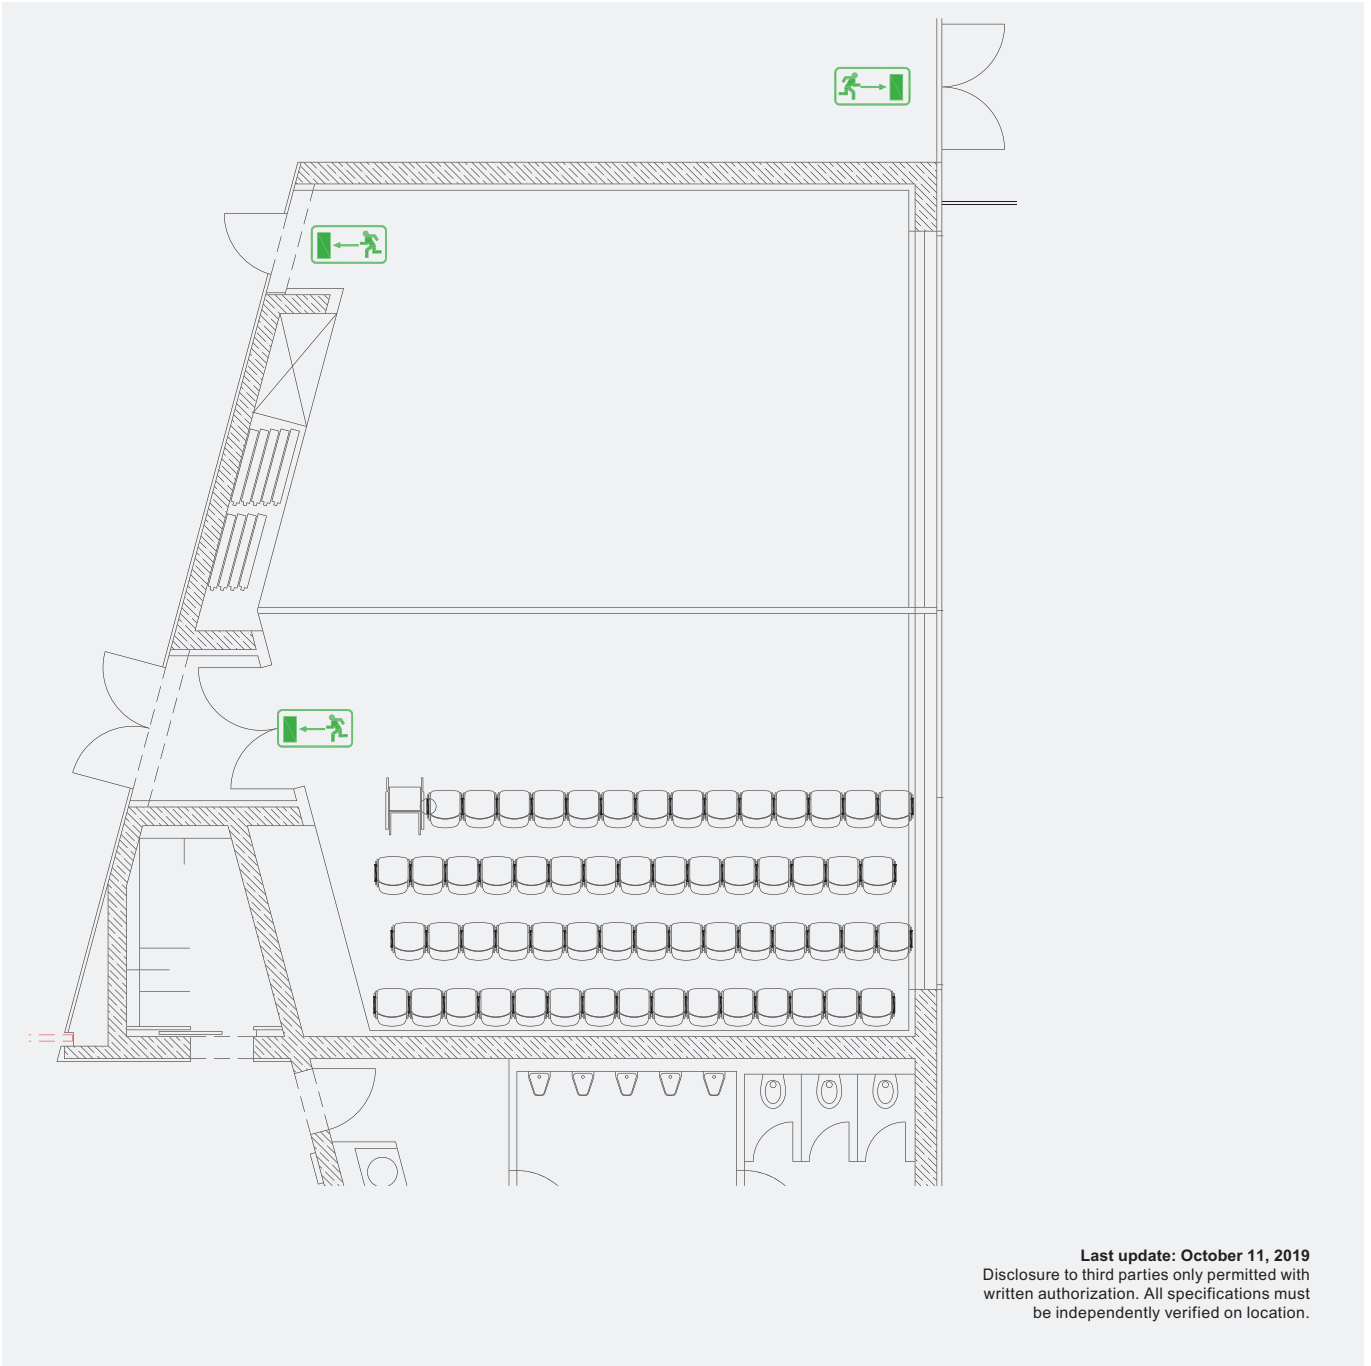 Last update: October 11, 2019
Disclosure to third parties only permitted with
written authorization. All specifications must
be independently verified on location.